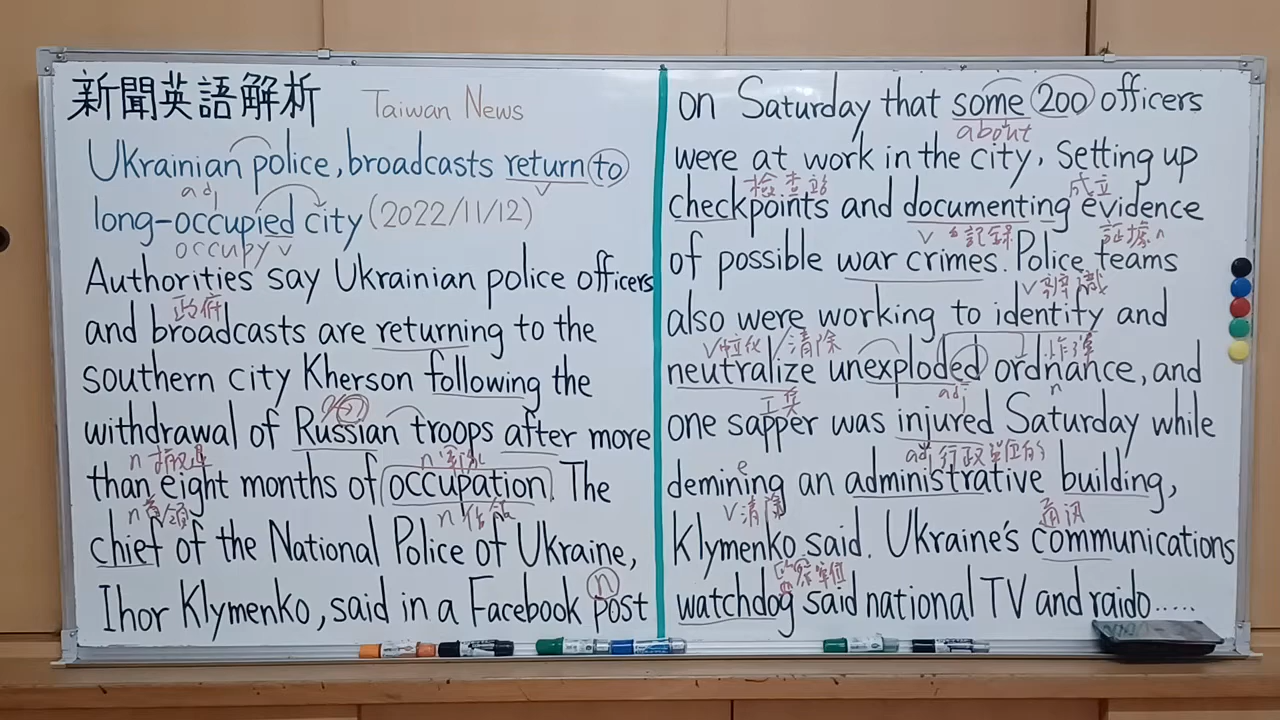 新聞英語解析 Taiwan News
Ukrainian police, broadcasts return to
adj
long-occupied city (2022/11/12)
occupy v
Authorities say Ukrainian police officers
政府
and broadcasts are returning to the
southern city Kherson following the
withdrawal of Russian troops after more
n 撤退 n 軍隊
than eight months of occupation. The
n 首領 n 佔領
chief of the National Police of Ukraine,
n
Ihor Klymenko, said in a Facebook post
on Saturday that some 200 officers
about
were at work in the city, setting up
檢查站 成立
checkpoints and documenting evidence
v 記錄 證據 n
of possible war crimes. Police teams
v
also were working to identity and
v 清除 炸彈
neutralize unexploded ordnance, and
工兵 adj n
one sapper was injured Saturday while
adj 行政單位的
demining an administrative building,
e
v 清除 通訊
Klymenko said. Ukraine's communications
watchdog said national TV and raido.....